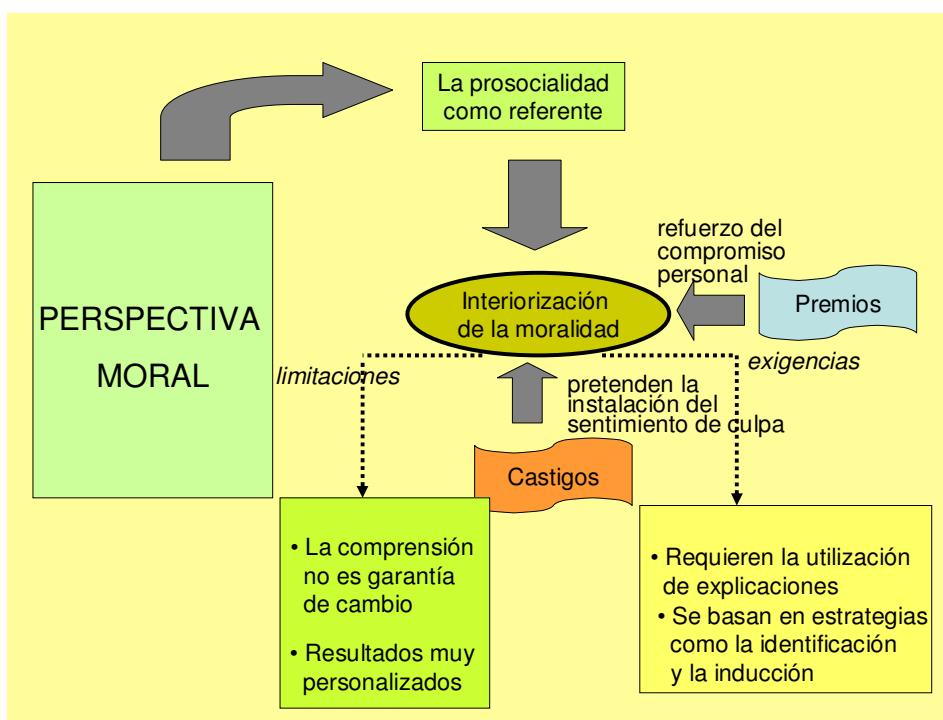 La prosocialidad
como referente
PERSPECTIVA
MORAL
refuerzo del
compromiso
personal
Premios
Interiorización
de la moralidad
limitaciones
exigencias
pretenden la
instalación del
sentimiento de culpa
Castigos
• La comprensión
no es garantía
de cambio
• Resultados muy
personalizados
• Requieren la utilización
de explicaciones
• Se basan en estrategias
como la identificación
y la inducción